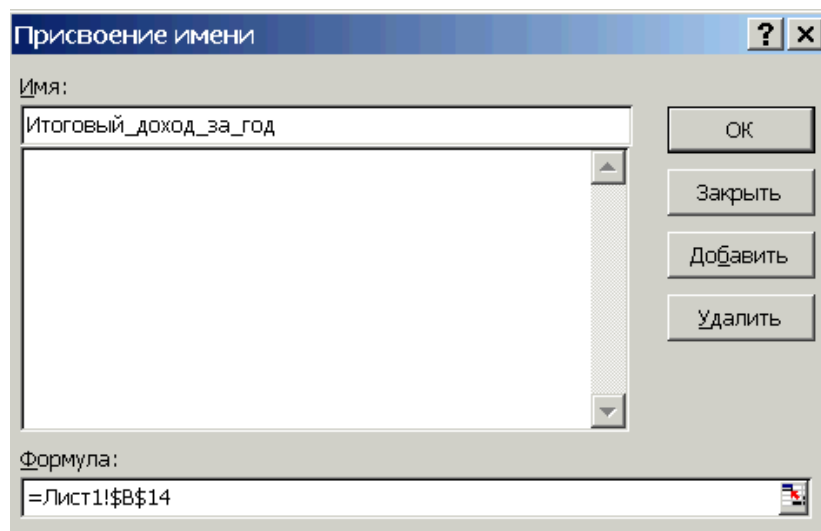 Присвоение имени
Имя:
Итоговый_доход_за_год
ОК
Закрыть
Добавить
Удалить
Формула:
=Лист1!$B$14